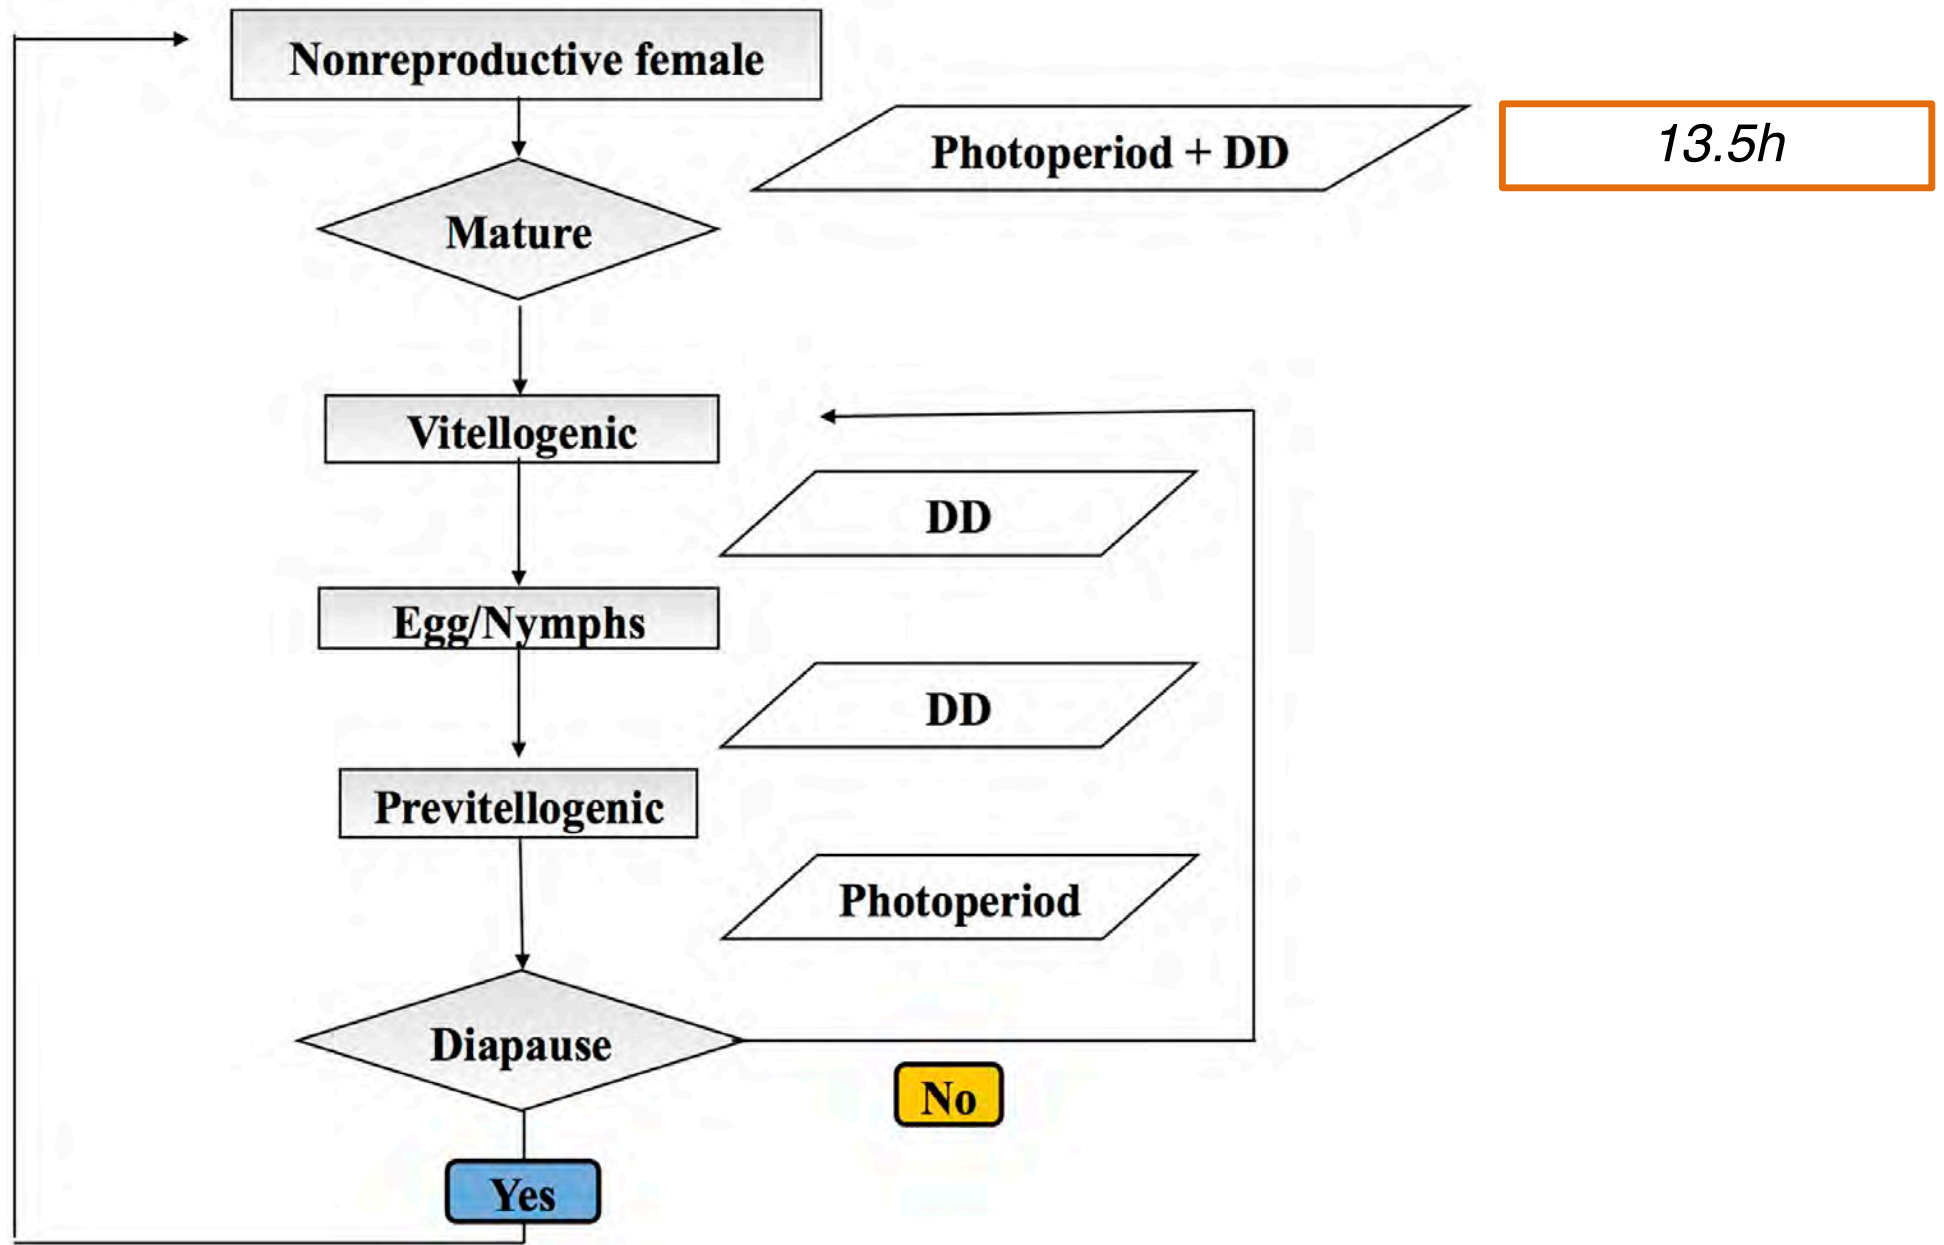 Nonreproductive female
Photoperiod + DD
13.5h
Mature
Vitellogenic
DD
Egg/Nymphs
DD
Previtellogenic
Photoperiod
Diapause
No
Yes